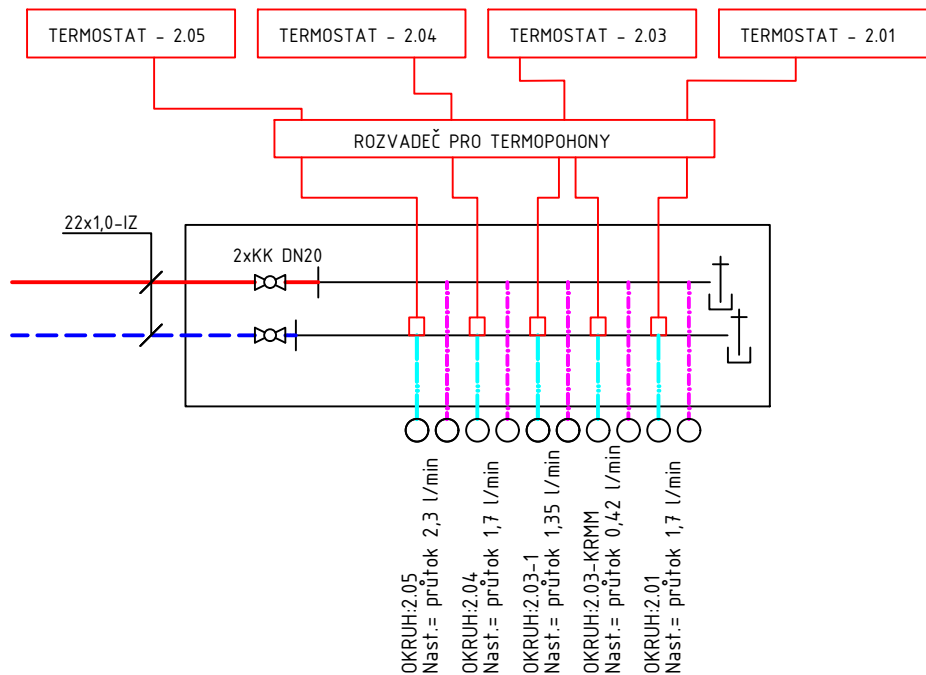 TERMOSTAT - 2.05
TERMOSTAT - 2.04
TERMOSTAT - 2.03
TERMOSTAT - 2.01
ROZVADEČ PRO TERMOPOHONY
22x1,0-IZ
2xKK DN20
OKRUH:2.05
Nast.= průtok 2,3 l/min
OKRUH:2.04
Nast.= průtok 1,7 l/min
OKRUH:2.03-1
Nast.= průtok 1,35 l/min
OKRUH:2.03-KRMM
Nast.= průtok 0,42 l/min
OKRUH:2.01
Nast.= průtok 1,7 l/min